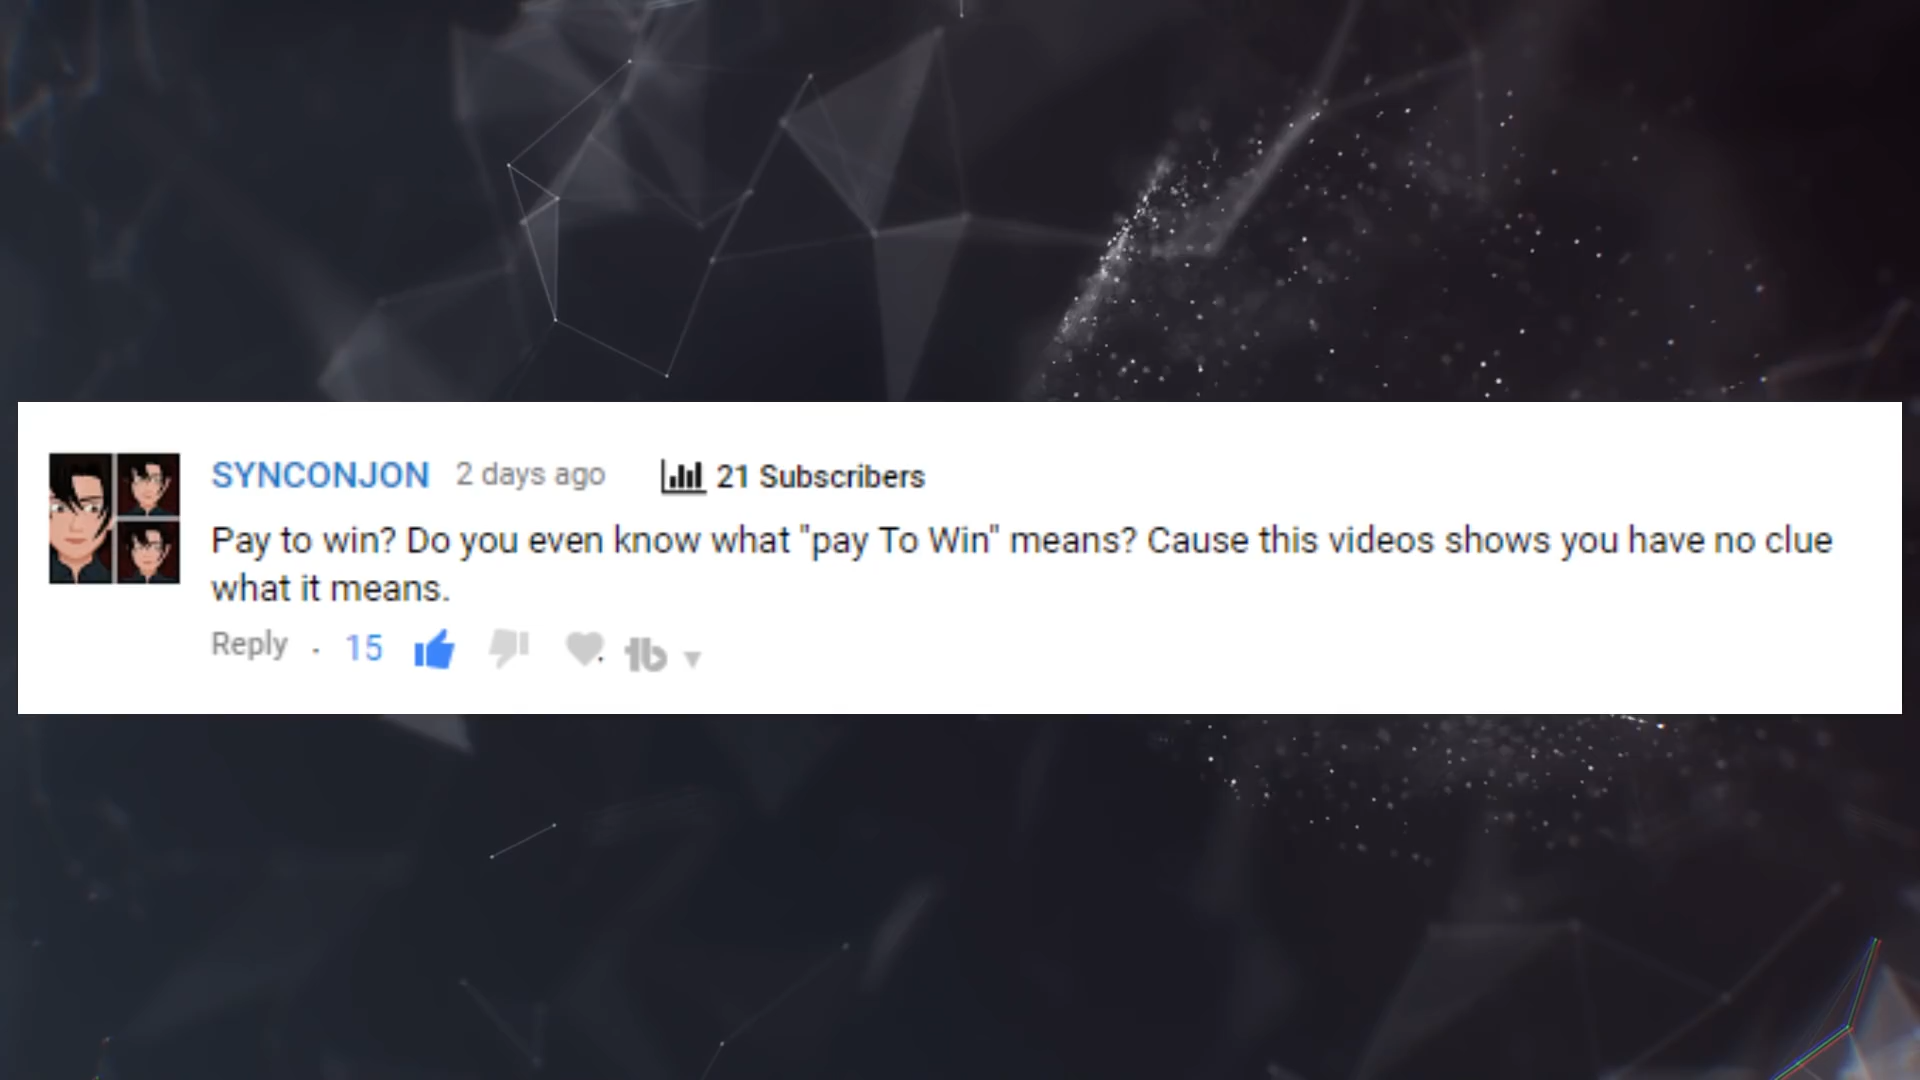 SYNCONJON 2 days ago 21 Subscribers
Pay to win? Do you even know what "pay To Win" means? Cause this videos shows you have no clue
what it means.
Reply . 15 tb